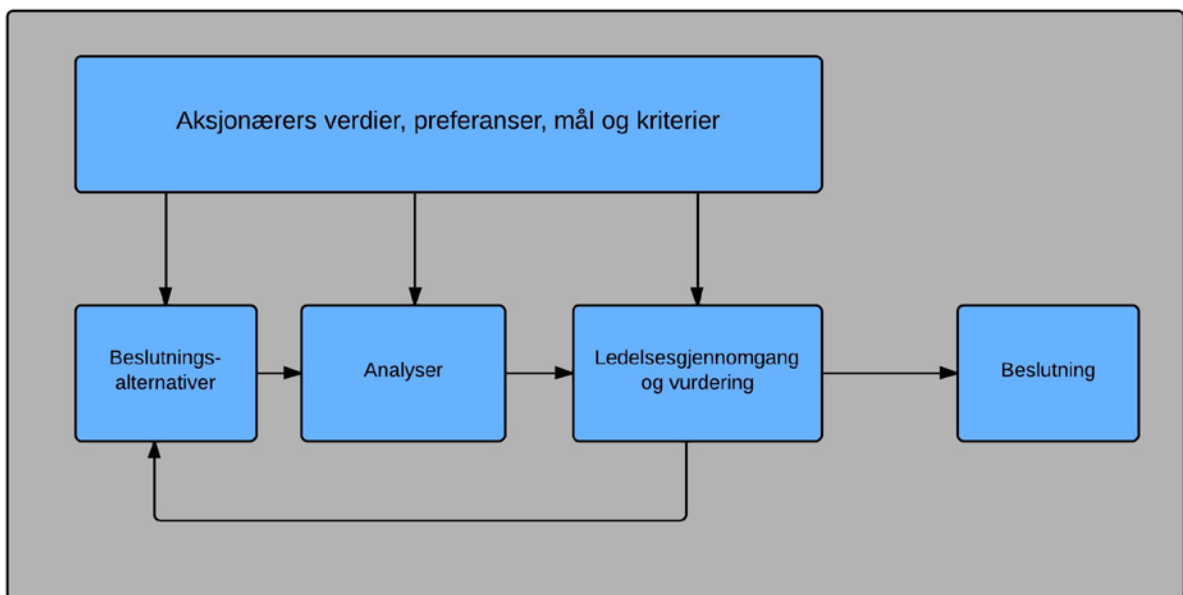 Aksjonærers verdier, preferanser, mål og kriterier
Beslutnings-
alternativer
Analyser
Ledelsesgjennomgang
og vurdering
Beslutning